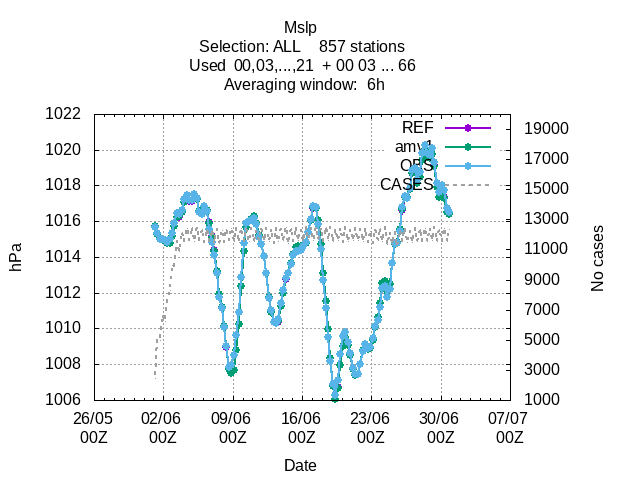 Mslp
Selection: ALL 857 stations
Used 00,03,...,21 + 00 03 ... 66
Averaging window: 6h
1022
1020
1018
1016
1014
1012
1010
1008
1006
hPa
REF
amv1
OBS
CASES
19000
17000
15000
13000
11000
9000
7000
5000
3000
1000
No cases
26/05 02/06 09/06 16/06 23/06 30/06 07/07
00Z 00Z 00Z 00Z 00Z 00Z 00Z
Date